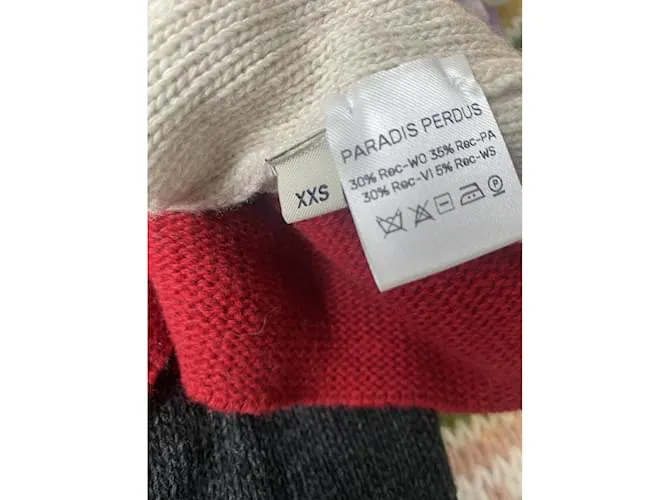 PARADIS PERDUS
30% Rec-WO 35% Rec-PA
30% Rec-VI 5% Rec-WS
P
XXS